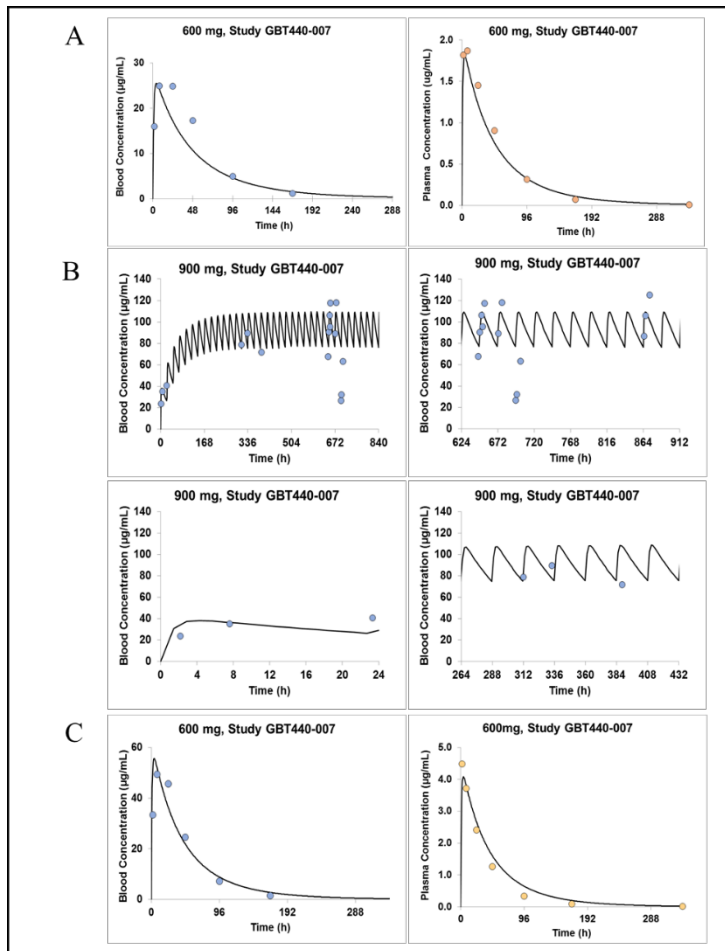 A
600 mg, Study GBT440-007
Blood Concentration (µg/mL)
30
20
10
0
0 48 96 144 192 240 288
Time (h)
600 mg, Study GBT440-007
Plasma Concentration (ug/mL)
2.0
1.5
1.0
0.5
0.0
0 96 192 288
Time (h)
B
900 mg, Study GBT440-007
Blood Concentration (µg/mL)
140
120
100
80
60
40
20
0
0 168 336 504 672 840
Time (h)
900 mg, Study GBT440-007
Blood Concentration (µg/mL)
140
120
100
80
60
40
20
0
624 672 720 768 816 864 912
Time (h)
900 mg, Study GBT440-007
Blood Concentration (µg/mL)
140
120
100
80
60
40
20
0
0 4 8 12 16 20 24
Time (h)
900 mg, Study GBT440-007
Blood Concentration (µg/mL)
140
120
100
80
60
40
20
0
264 288 312 336 360 384 408 432
Time (h)
C
600 mg, Study GBT440-007
Blood Concentration (µg/mL)
60
40
20
0
0 96 192 288
Time (h)
600mg, Study GBT440-007
Plasma Concentration (µg/mL)
5.0
4.0
3.0
2.0
1.0
0.0
0 96 192 288
Time (h)